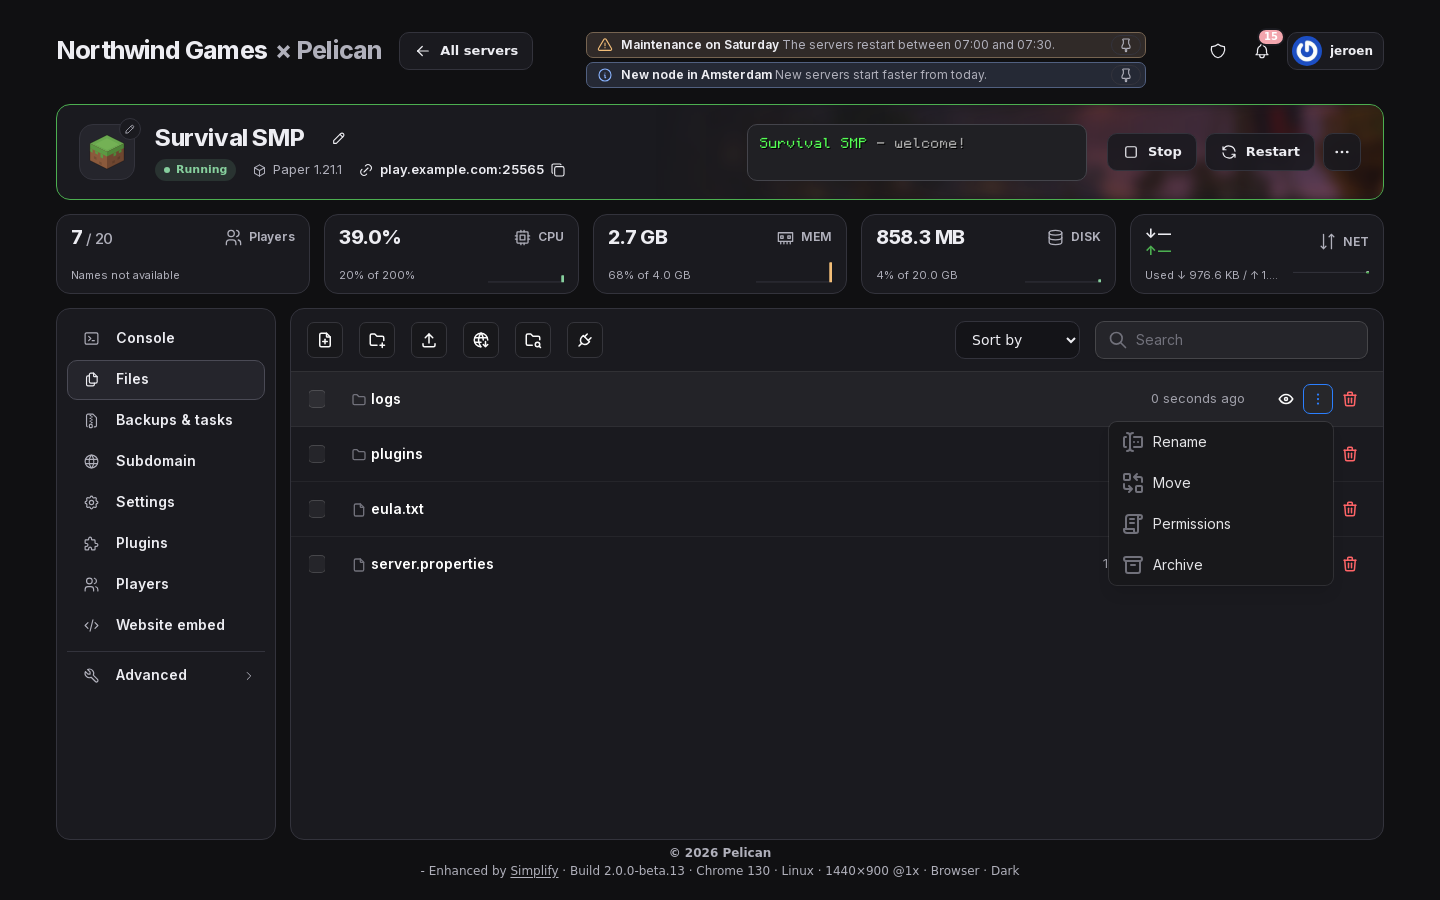 Northwind Games × Pelican
All servers
Maintenance on Saturday The servers restart between 07:00 and 07:30.
New node in Amsterdam New servers start faster from today.
15
jeroen
Survival SMP
Running
Paper 1.21.1
play.example.com:25565
Survival SMP - welcome!
Stop
Restart
7 / 20
Players
Names not available
39.0%
CPU
20% of 200%
2.7 GB
MEM
68% of 4.0 GB
858.3 MB
DISK
4% of 20.0 GB
↓—
↑—
NET
Used ↓ 976.6 KB / ↑ 1....
Console
Files
Backups & tasks
Subdomain
Settings
Plugins
Players
Website embed
Advanced
Sort by
Search
logs
0 seconds ago
plugins
eula.txt
server.properties
1
Rename
Move
Permissions
Archive
© 2026 Pelican
- Enhanced by Simplify · Build 2.0.0-beta.13 · Chrome 130 · Linux · 1440×900 @1x · Browser · Dark